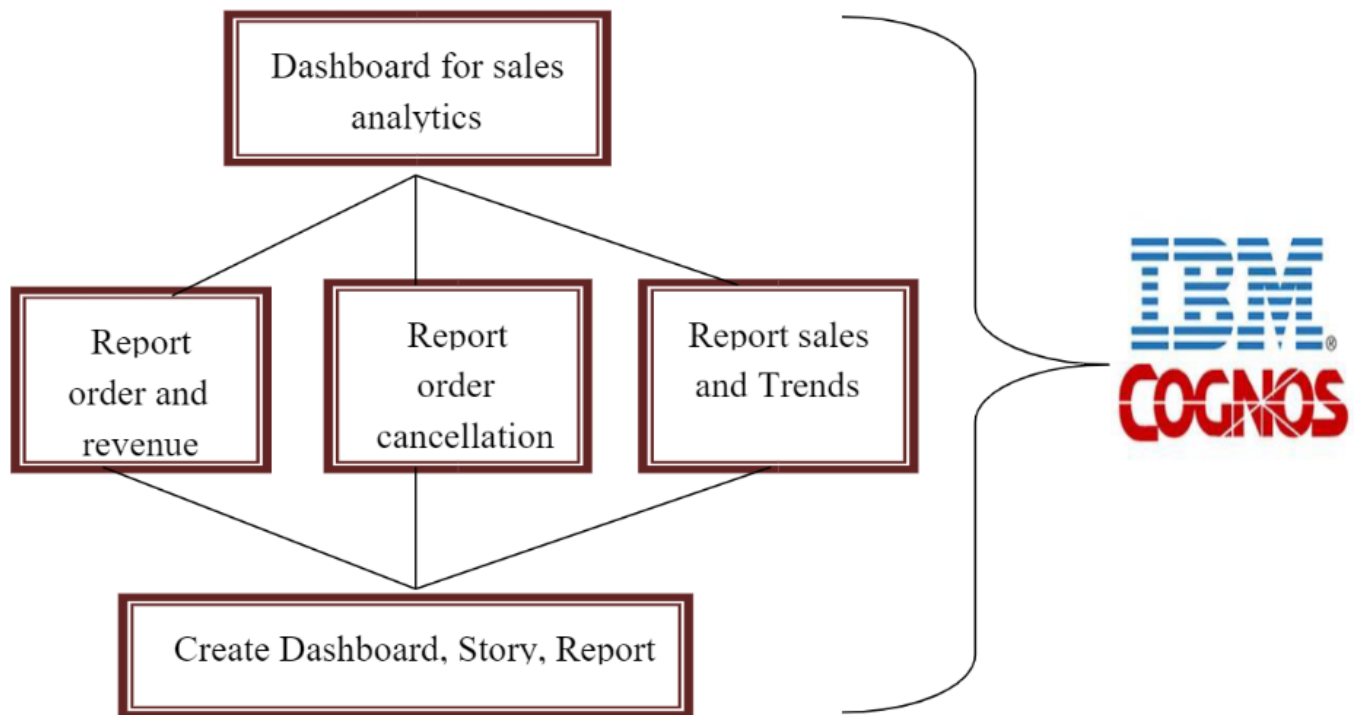 Dashboard for sales
analytics
Report
order and
revenue
Report
order
cancellation
Report sales
and Trends
Create Dashboard, Story, Report
IBM®
COGNOS